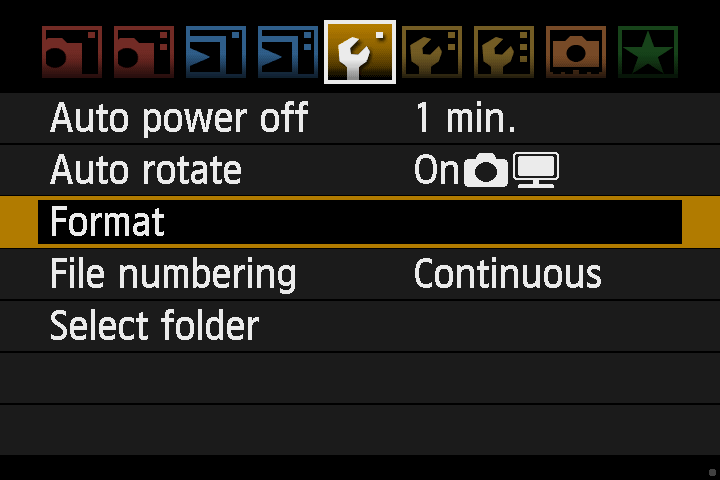 Auto power off 1 min.
Auto rotate On
Format
File numbering Continuous
Select folder